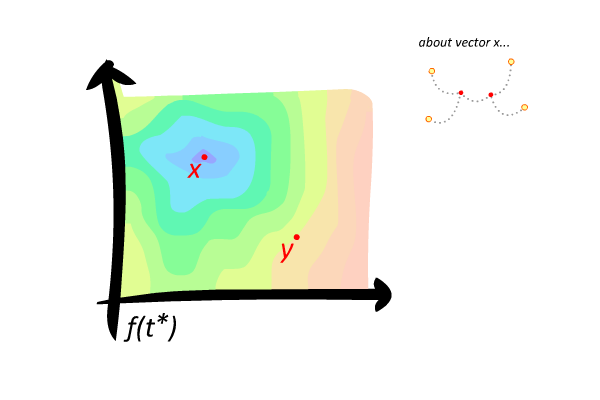 about vector x...
x
y
f(t*)